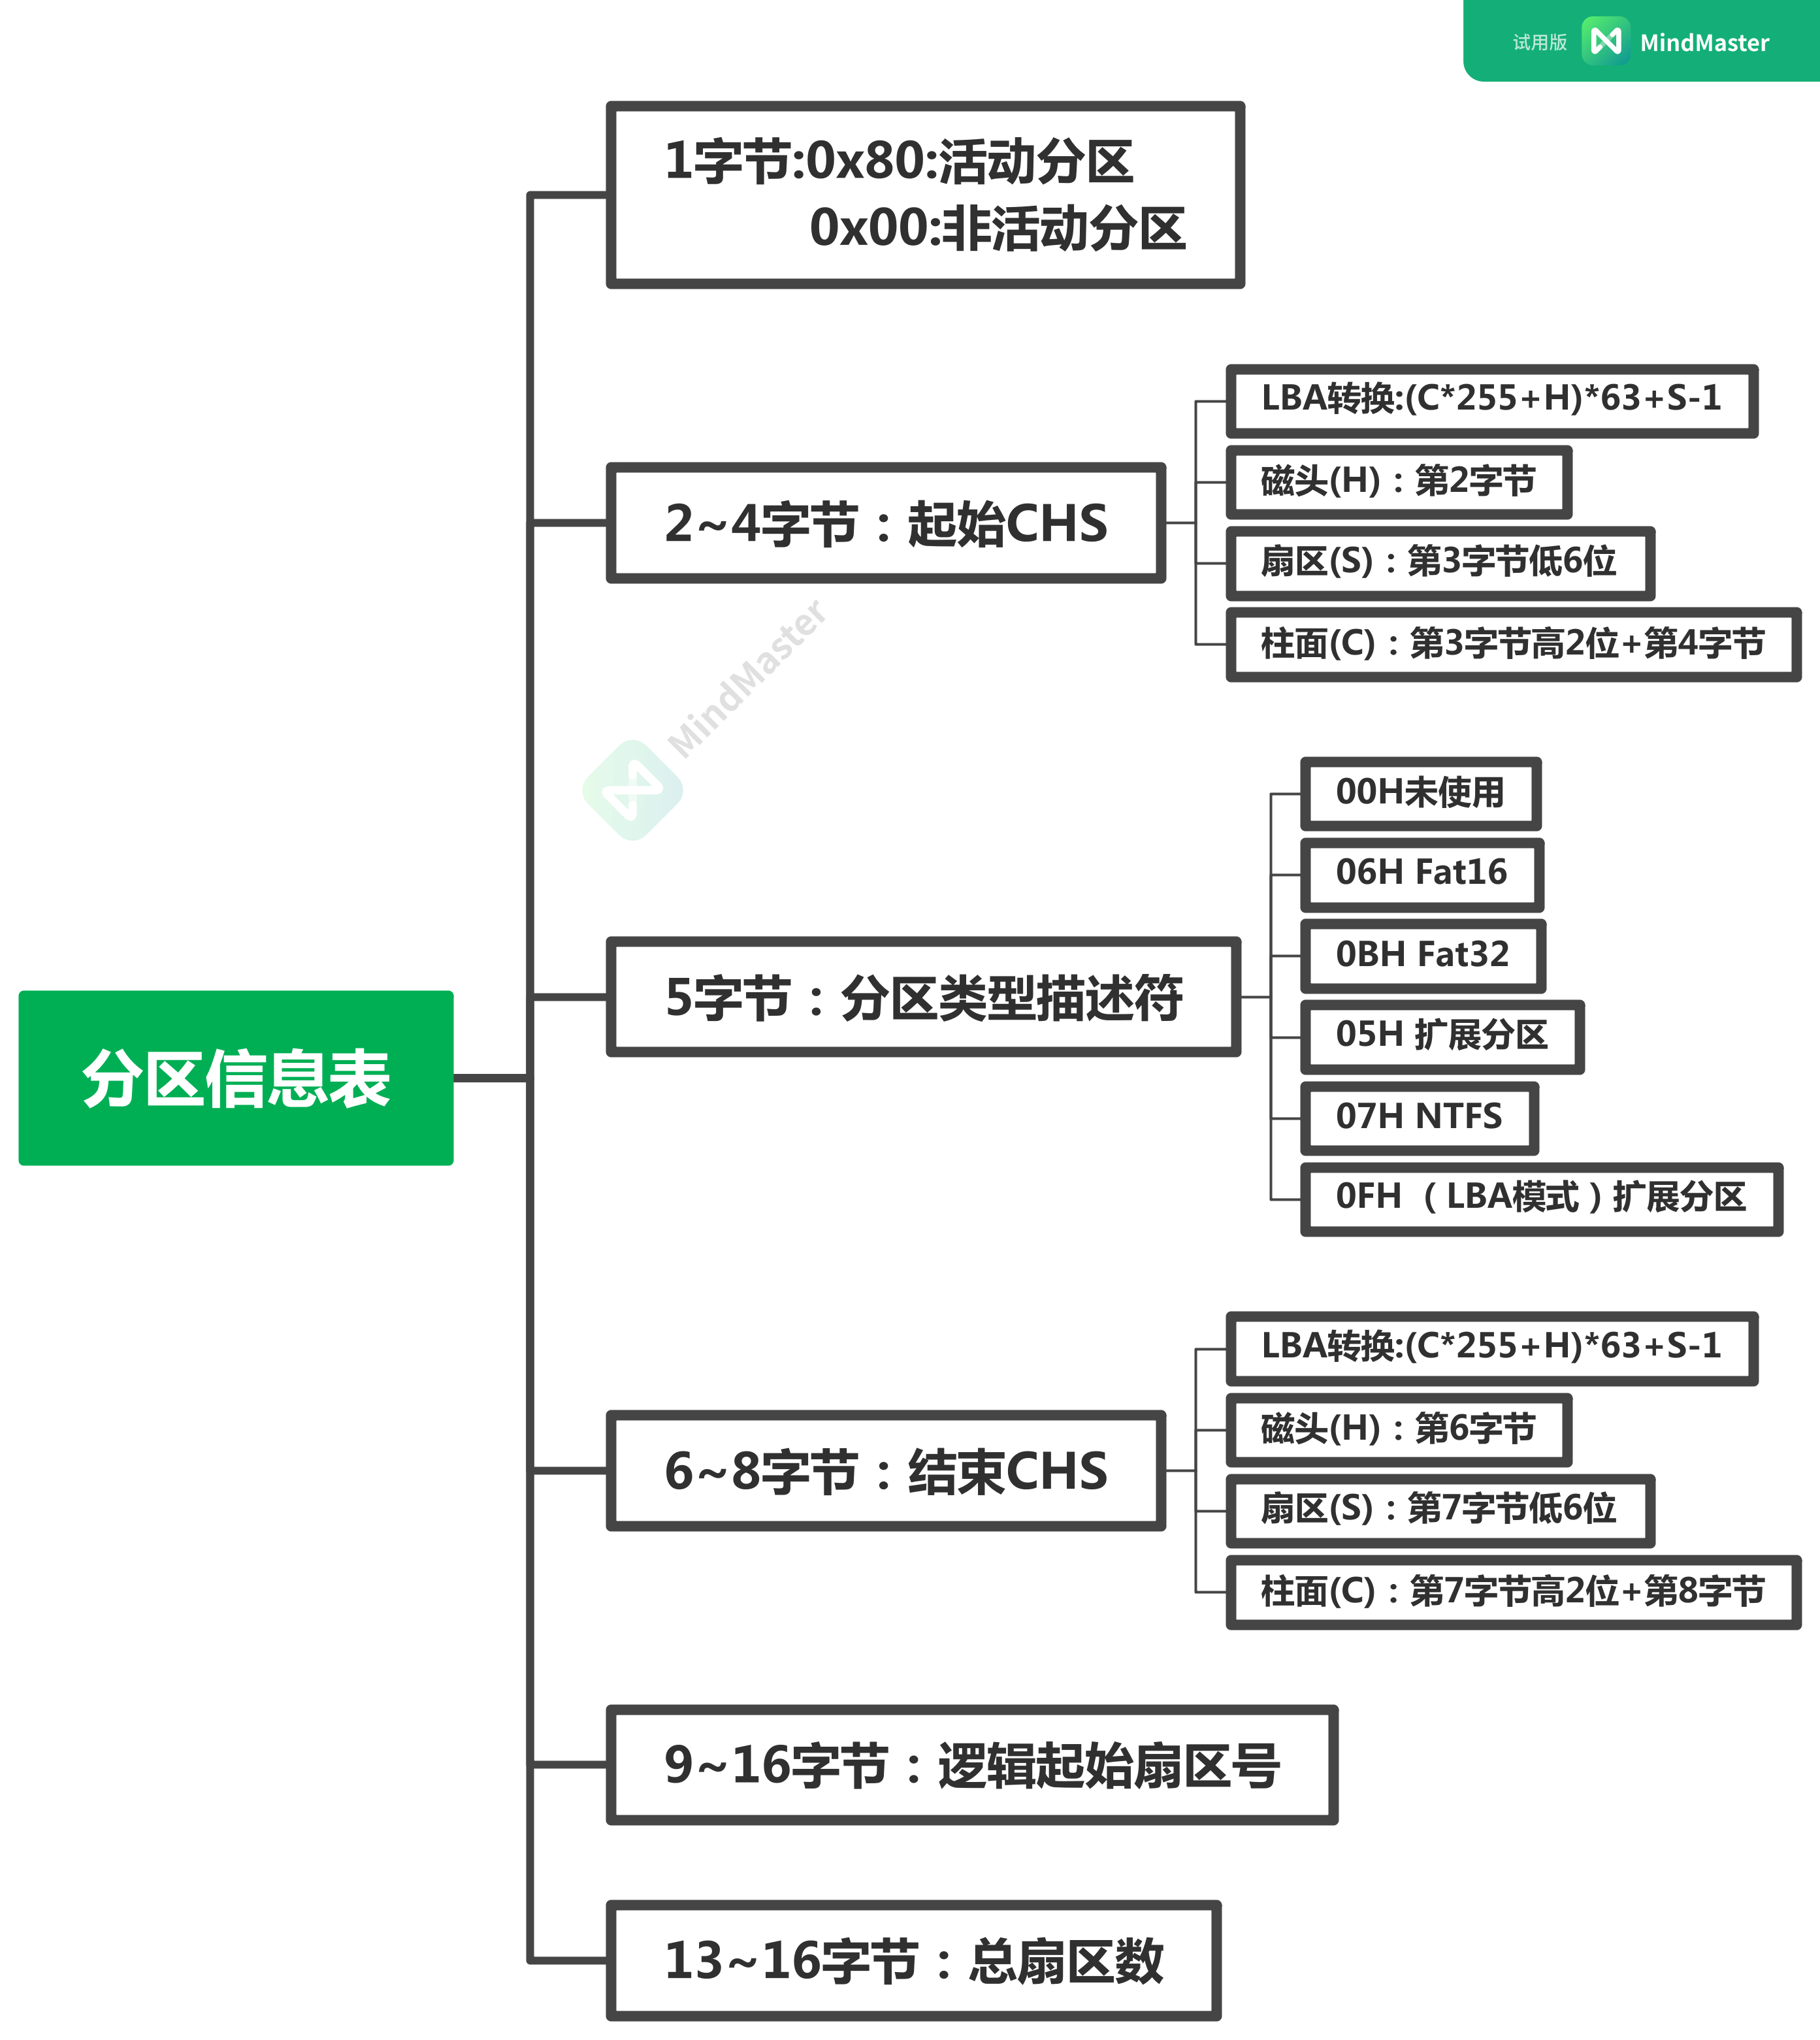 试用版 MindMaster
1字节:0x80:活动分区
0x00:非活动分区
LBA转换:(C*255+H)*63+S-1
磁头(H)：第2字节
2~4字节：起始CHS
扇区(S)：第3字节低6位
柱面(C)：第3字节高2位+第4字节
MindMaster
00H未使用
06H Fat16
0BH Fat32
5字节：分区类型描述符
05H 扩展分区
分区信息表
07H NTFS
0FH （LBA模式）扩展分区
LBA转换:(C*255+H)*63+S-1
磁头(H)：第6字节
6~8字节：结束CHS
扇区(S)：第7字节低6位
柱面(C)：第7字节高2位+第8字节
9~16字节：逻辑起始扇区号
13~16字节：总扇区数